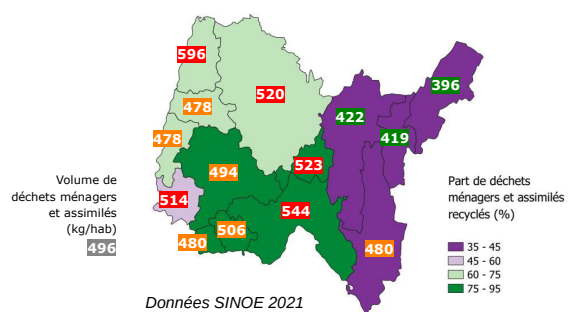 596
396
520
478
422
419
478
523
494
514
544
506
480
480
Volume de
déchets ménagers
et assimilés
(kg/hab)
496
Part de déchets
ménagers et assimilés
recyclés (%)
35 - 45
45 - 60
60 - 75
75 - 95
Données SINOE 2021